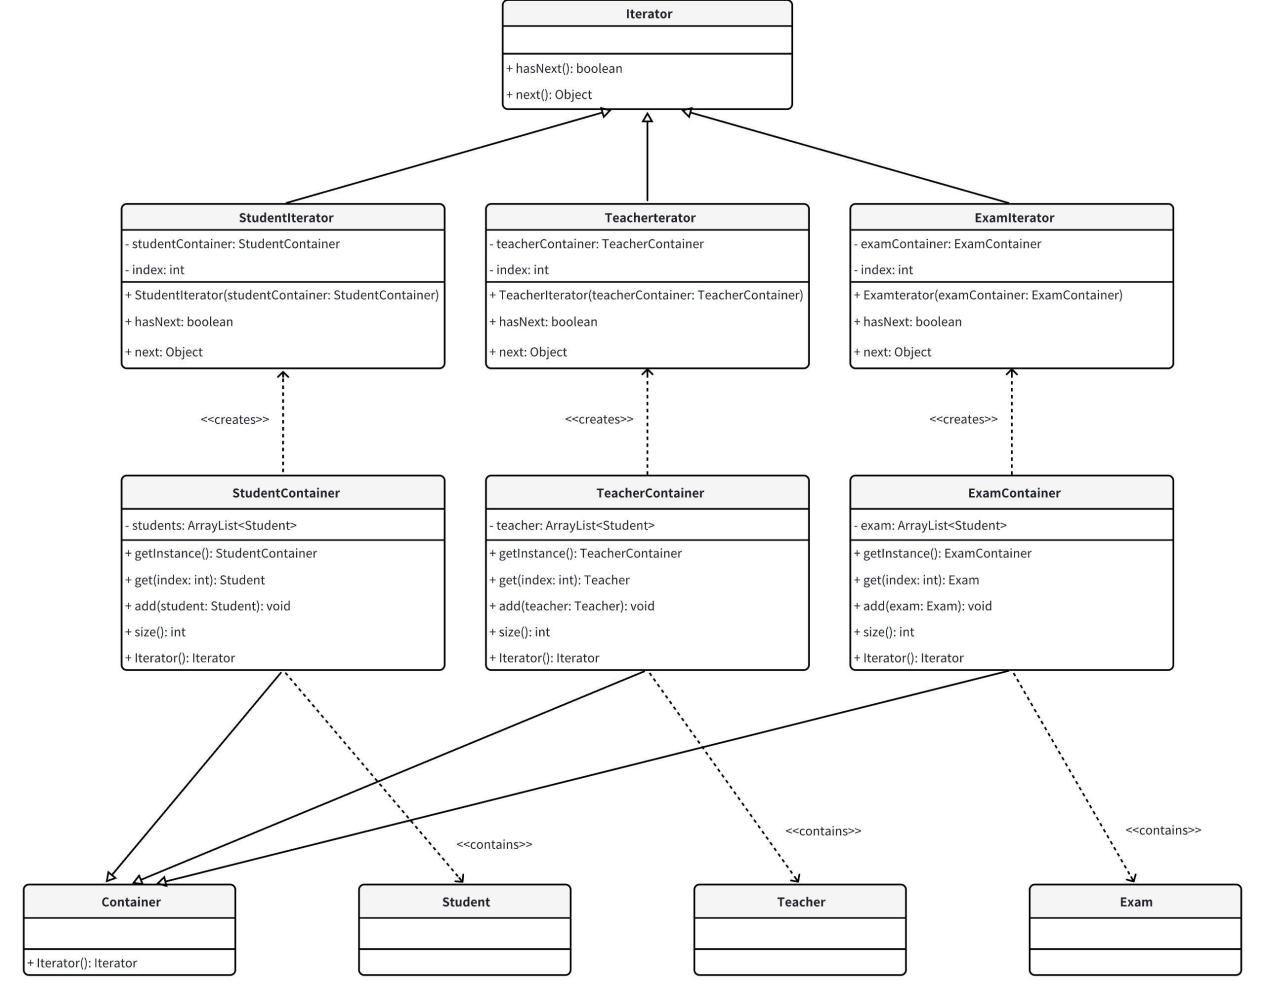 Iterator
+ hasNext(): boolean
+ next(): Object
StudentIterator
- studentContainer: StudentContainer
- index: int
+ StudentIterator(studentContainer: StudentContainer)
+ hasNext: boolean
+ next: Object
Teacherterator
- teacherContainer: TeacherContainer
- index: int
+ TeacherIterator(teacherContainer: TeacherContainer)
+ hasNext: boolean
+ next: Object
ExamIterator
- examContainer: ExamContainer
- index: int
+ Examterator(examContainer: ExamContainer)
+ hasNext: boolean
+ next: Object
<<creates>>
<<creates>>
<<creates>>
StudentContainer
- students: ArrayList<Student>
+ getInstance(): StudentContainer
+ get(index: int): Student
+ add(student: Student): void
+ size(): int
+ Iterator(): Iterator
TeacherContainer
- teacher: ArrayList<Student>
+ getInstance(): TeacherContainer
+ get(index: int): Teacher
+ add(teacher: Teacher): void
+ size(): int
+ Iterator(): Iterator
ExamContainer
- exam: ArrayList<Student>
+ getInstance(): ExamContainer
+ get(index: int): Exam
+ add(exam: Exam): void
+ size(): int
+ Iterator(): Iterator
<<contains>>
<<contains>>
<<contains>>
Container
+ Iterator(): Iterator
Student
Teacher
Exam